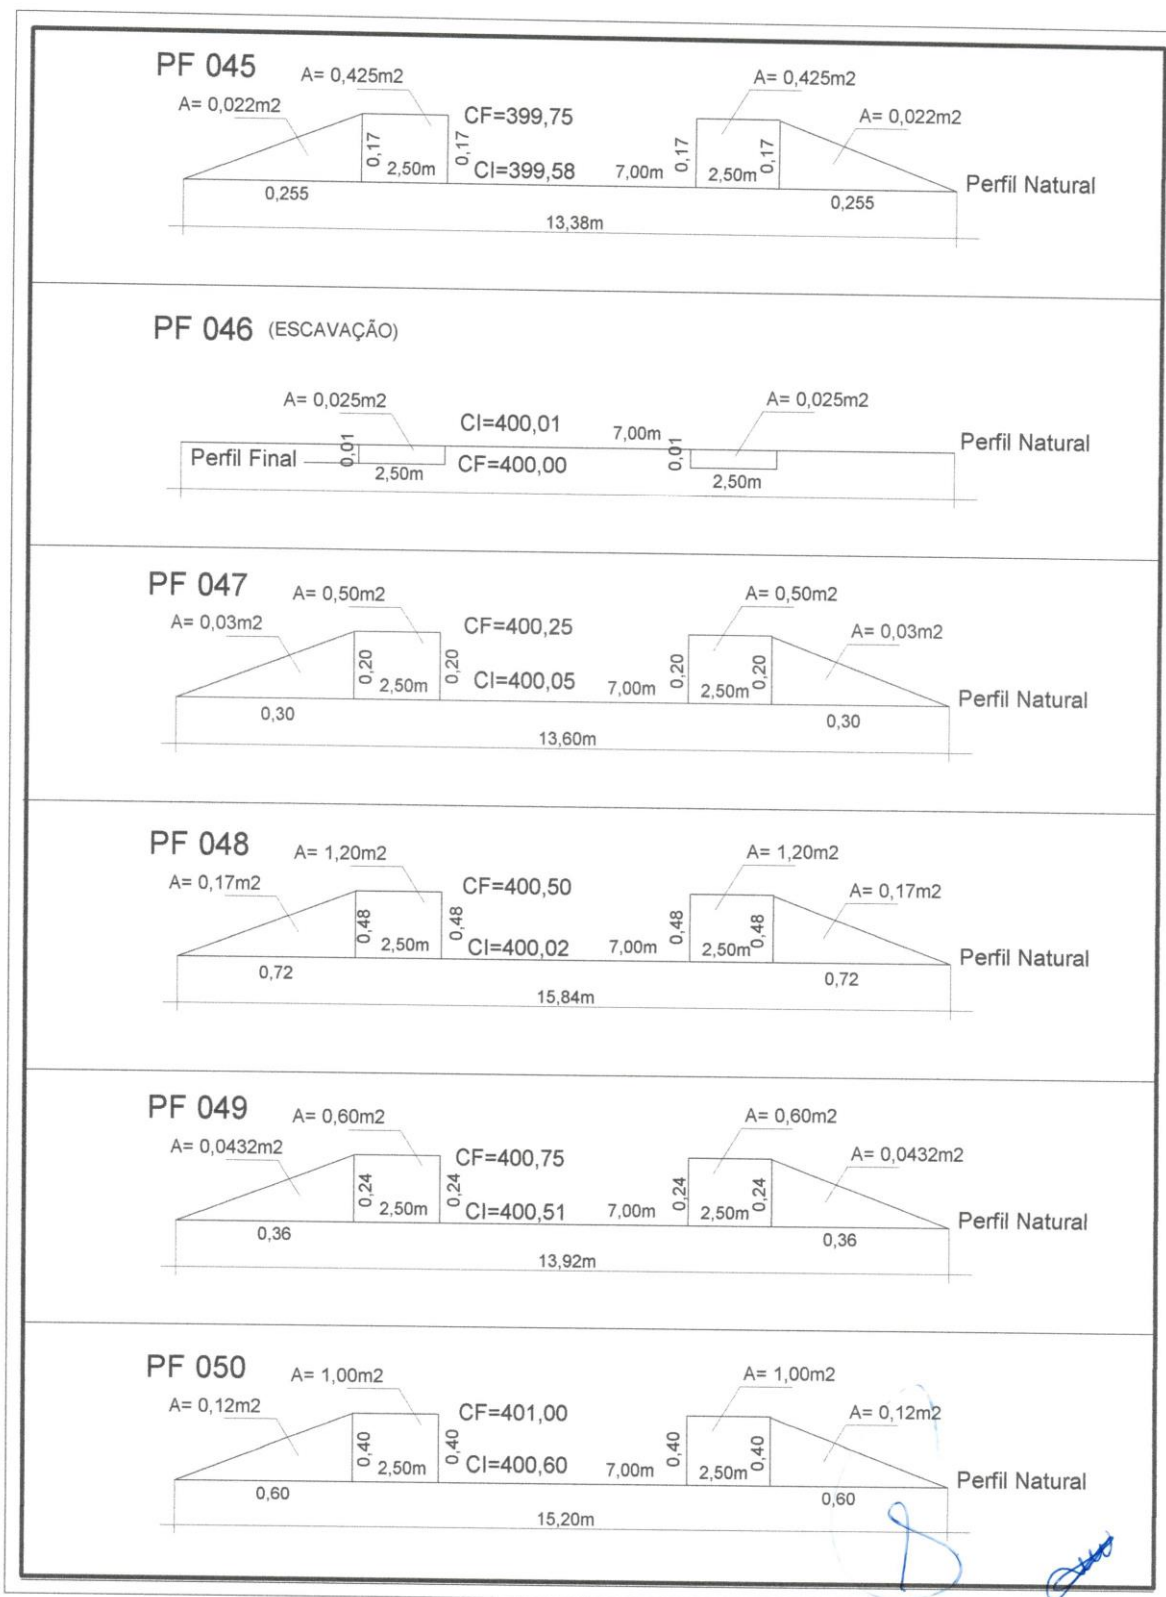 PF 045
A= 0,425m2
A= 0,425m2
A= 0,022m2
A= 0,022m2
CF=399,75
0,17
0,17
0,17
0,17
2,50m
CI=399,58
7,00m
2,50m
Perfil Natural
0,255
0,255
13,38m
PF 046 (ESCAVAÇÃO)
A= 0,025m2
A= 0,025m2
CI=400,01
7,00m
Perfil Natural
0,01
0,01
Perfil Final
CF=400,00
2,50m
2,50m
PF 047
A= 0,50m2
A= 0,50m2
A= 0,03m2
A= 0,03m2
CF=400,25
0,20
0,20
0,20
0,20
2,50m
CI=400,05
7,00m
2,50m
Perfil Natural
0,30
0,30
13,60m
PF 048
A= 1,20m2
A= 1,20m2
A= 0,17m2
A= 0,17m2
CF=400,50
0,48
0,48
0,48
0,48
2,50m
CI=400,02
7,00m
2,50m
Perfil Natural
0,72
0,72
15,84m
PF 049
A= 0,60m2
A= 0,60m2
A= 0,0432m2
A= 0,0432m2
CF=400,75
0,24
0,24
0,24
0,24
2,50m
CI=400,51
7,00m
2,50m
Perfil Natural
0,36
0,36
13,92m
PF 050
A= 1,00m2
A= 1,00m2
A= 0,12m2
A= 0,12m2
CF=401,00
0,40
0,40
0,40
0,40
2,50m
CI=400,60
7,00m
2,50m
Perfil Natural
0,60
0,60
15,20m